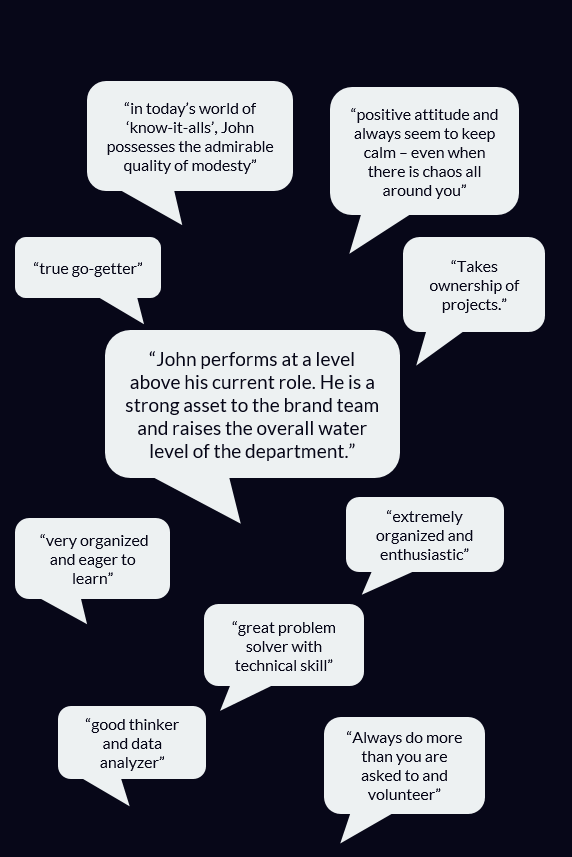 “in today’s world of
‘know-it-alls’, John
possesses the admirable
quality of modesty”
“positive attitude and
always seem to keep
calm – even when
there is chaos all
around you”
“true go-getter”
“Takes
ownership of
projects.”
“John performs at a level
above his current role. He is a
strong asset to the brand team
and raises the overall water
level of the department.”
“extremely
organized and
enthusiastic”
“very organized
and eager to
learn”
“great problem
solver with
technical skill”
“good thinker
and data
analyzer”
“Always do more
than you are
asked to and
volunteer”